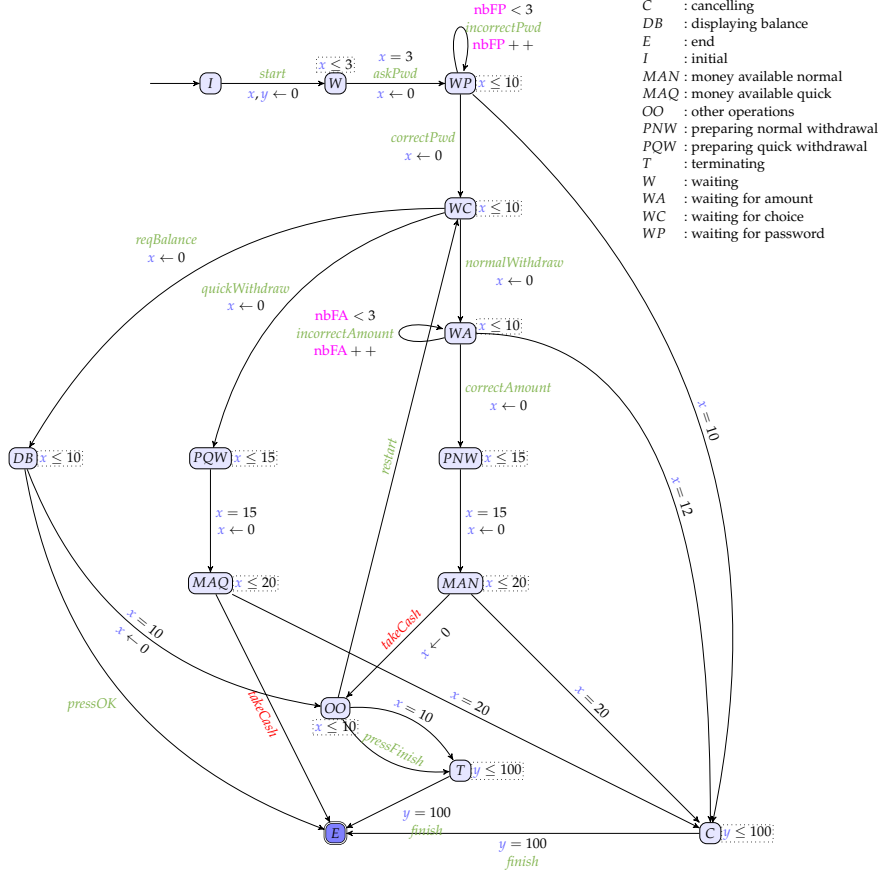 nbFP < 3
incorrectPwd
nbFP + +
C : cancelling
DB : displaying balance
E : end
I : initial
MAN : money available normal
MAQ : money available quick
OO : other operations
PNW : preparing normal withdrawal
PQW : preparing quick withdrawal
T : terminating
W : waiting
WA : waiting for amount
WC : waiting for choice
WP : waiting for password
I
start
x, y ← 0
x ≤ 3
W
x = 3
askPwd
x ← 0
WP
x ≤ 10
correctPwd
x ← 0
WC
x ≤ 10
reqBalance
x ← 0
quickWithdraw
x ← 0
normalWithdraw
x ← 0
nbFA < 3
incorrectAmount
nbFA + +
WA
x ≤ 10
correctAmount
x ← 0
x = 10
x = 12
restart
DB
x ≤ 10
PQW
x ≤ 15
PNW
x ≤ 15
x = 15
x ← 0
x = 15
x ← 0
MAQ
x ≤ 20
MAN
x ≤ 20
x = 10
x ← 0
takeCash
x ← 0
pressOK
takeCash
OO
x ≤ 10
x = 10
pressFinish
x = 20
x = 20
T
y ≤ 100
y = 100
finish
E
y = 100
finish
C
y ≤ 100